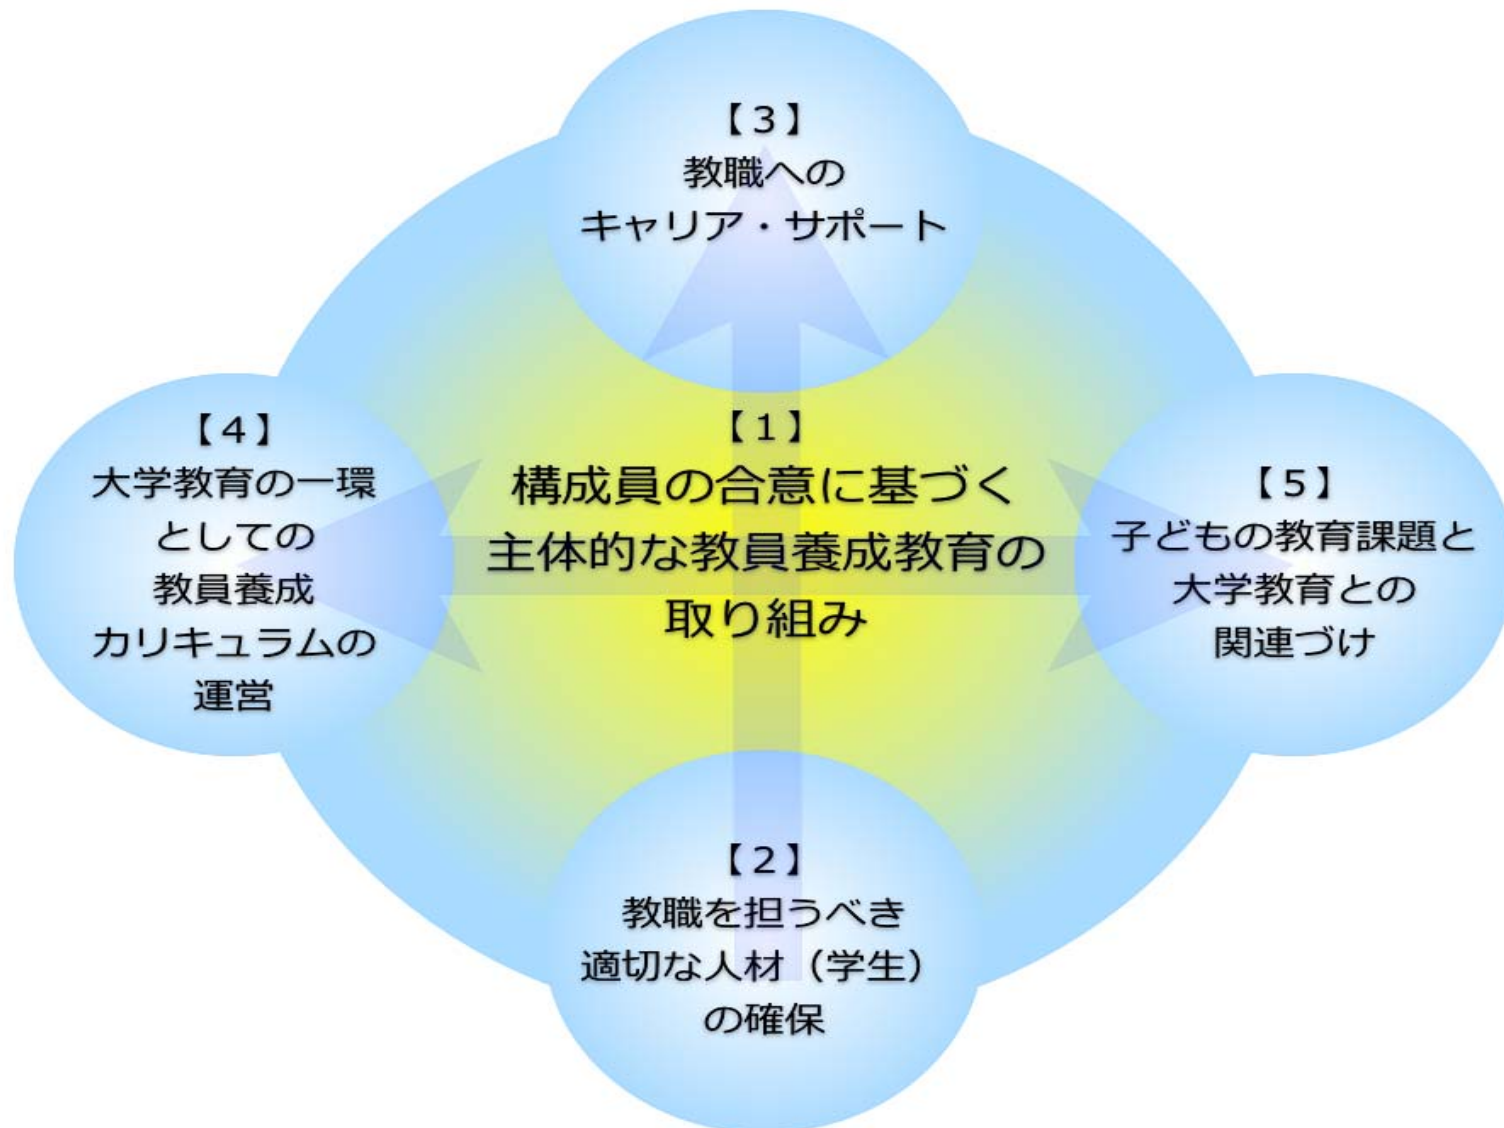 【3】
教職への
キャリア・サポート
【4】
大学教育の一環
としての
教員養成
カリキュラムの
運営
【1】
構成員の合意に基づく
主体的な教員養成教育の
取り組み
【5】
子どもの教育課題と
大学教育との
関連づけ
【2】
教職を担うべき
適切な人材（学生）
の確保